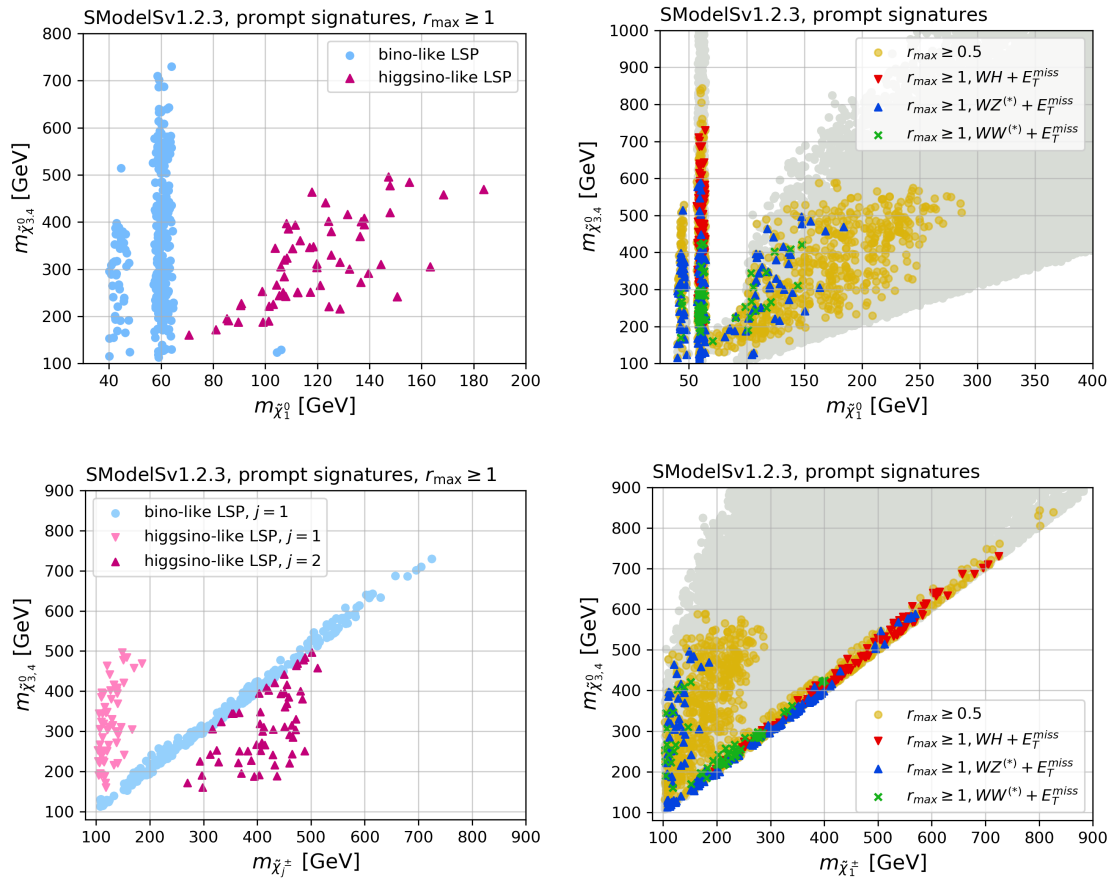 SModelSv1.2.3, prompt signatures, r_max ≥ 1
bino-like LSP
higgsino-like LSP
800
700
600
500
400
300
200
100
m_χ̃⁰₃,₄ [GeV]
40 60 80 100 120 140 160 180 200
m_χ̃⁰₁ [GeV]
SModelSv1.2.3, prompt signatures
r_max ≥ 0.5
r_max ≥ 1, WH + E_T^miss
r_max ≥ 1, WZ^(*) + E_T^miss
r_max ≥ 1, WW^(*) + E_T^miss
1000
900
800
700
600
500
400
300
200
100
m_χ̃⁰₃,₄ [GeV]
50 100 150 200 250 300 350 400
m_χ̃⁰₁ [GeV]
SModelSv1.2.3, prompt signatures, r_max ≥ 1
bino-like LSP, j = 1
higgsino-like LSP, j = 1
higgsino-like LSP, j = 2
900
800
700
600
500
400
300
200
100
m_χ̃⁰₃,₄ [GeV]
100 200 300 400 500 600 700 800 900
m_χ̃±_j [GeV]
SModelSv1.2.3, prompt signatures
r_max ≥ 0.5
r_max ≥ 1, WH + E_T^miss
r_max ≥ 1, WZ^(*) + E_T^miss
r_max ≥ 1, WW^(*) + E_T^miss
900
800
700
600
500
400
300
200
100
m_χ̃⁰₃,₄ [GeV]
100 200 300 400 500 600 700 800 900
m_χ̃±₁ [GeV]